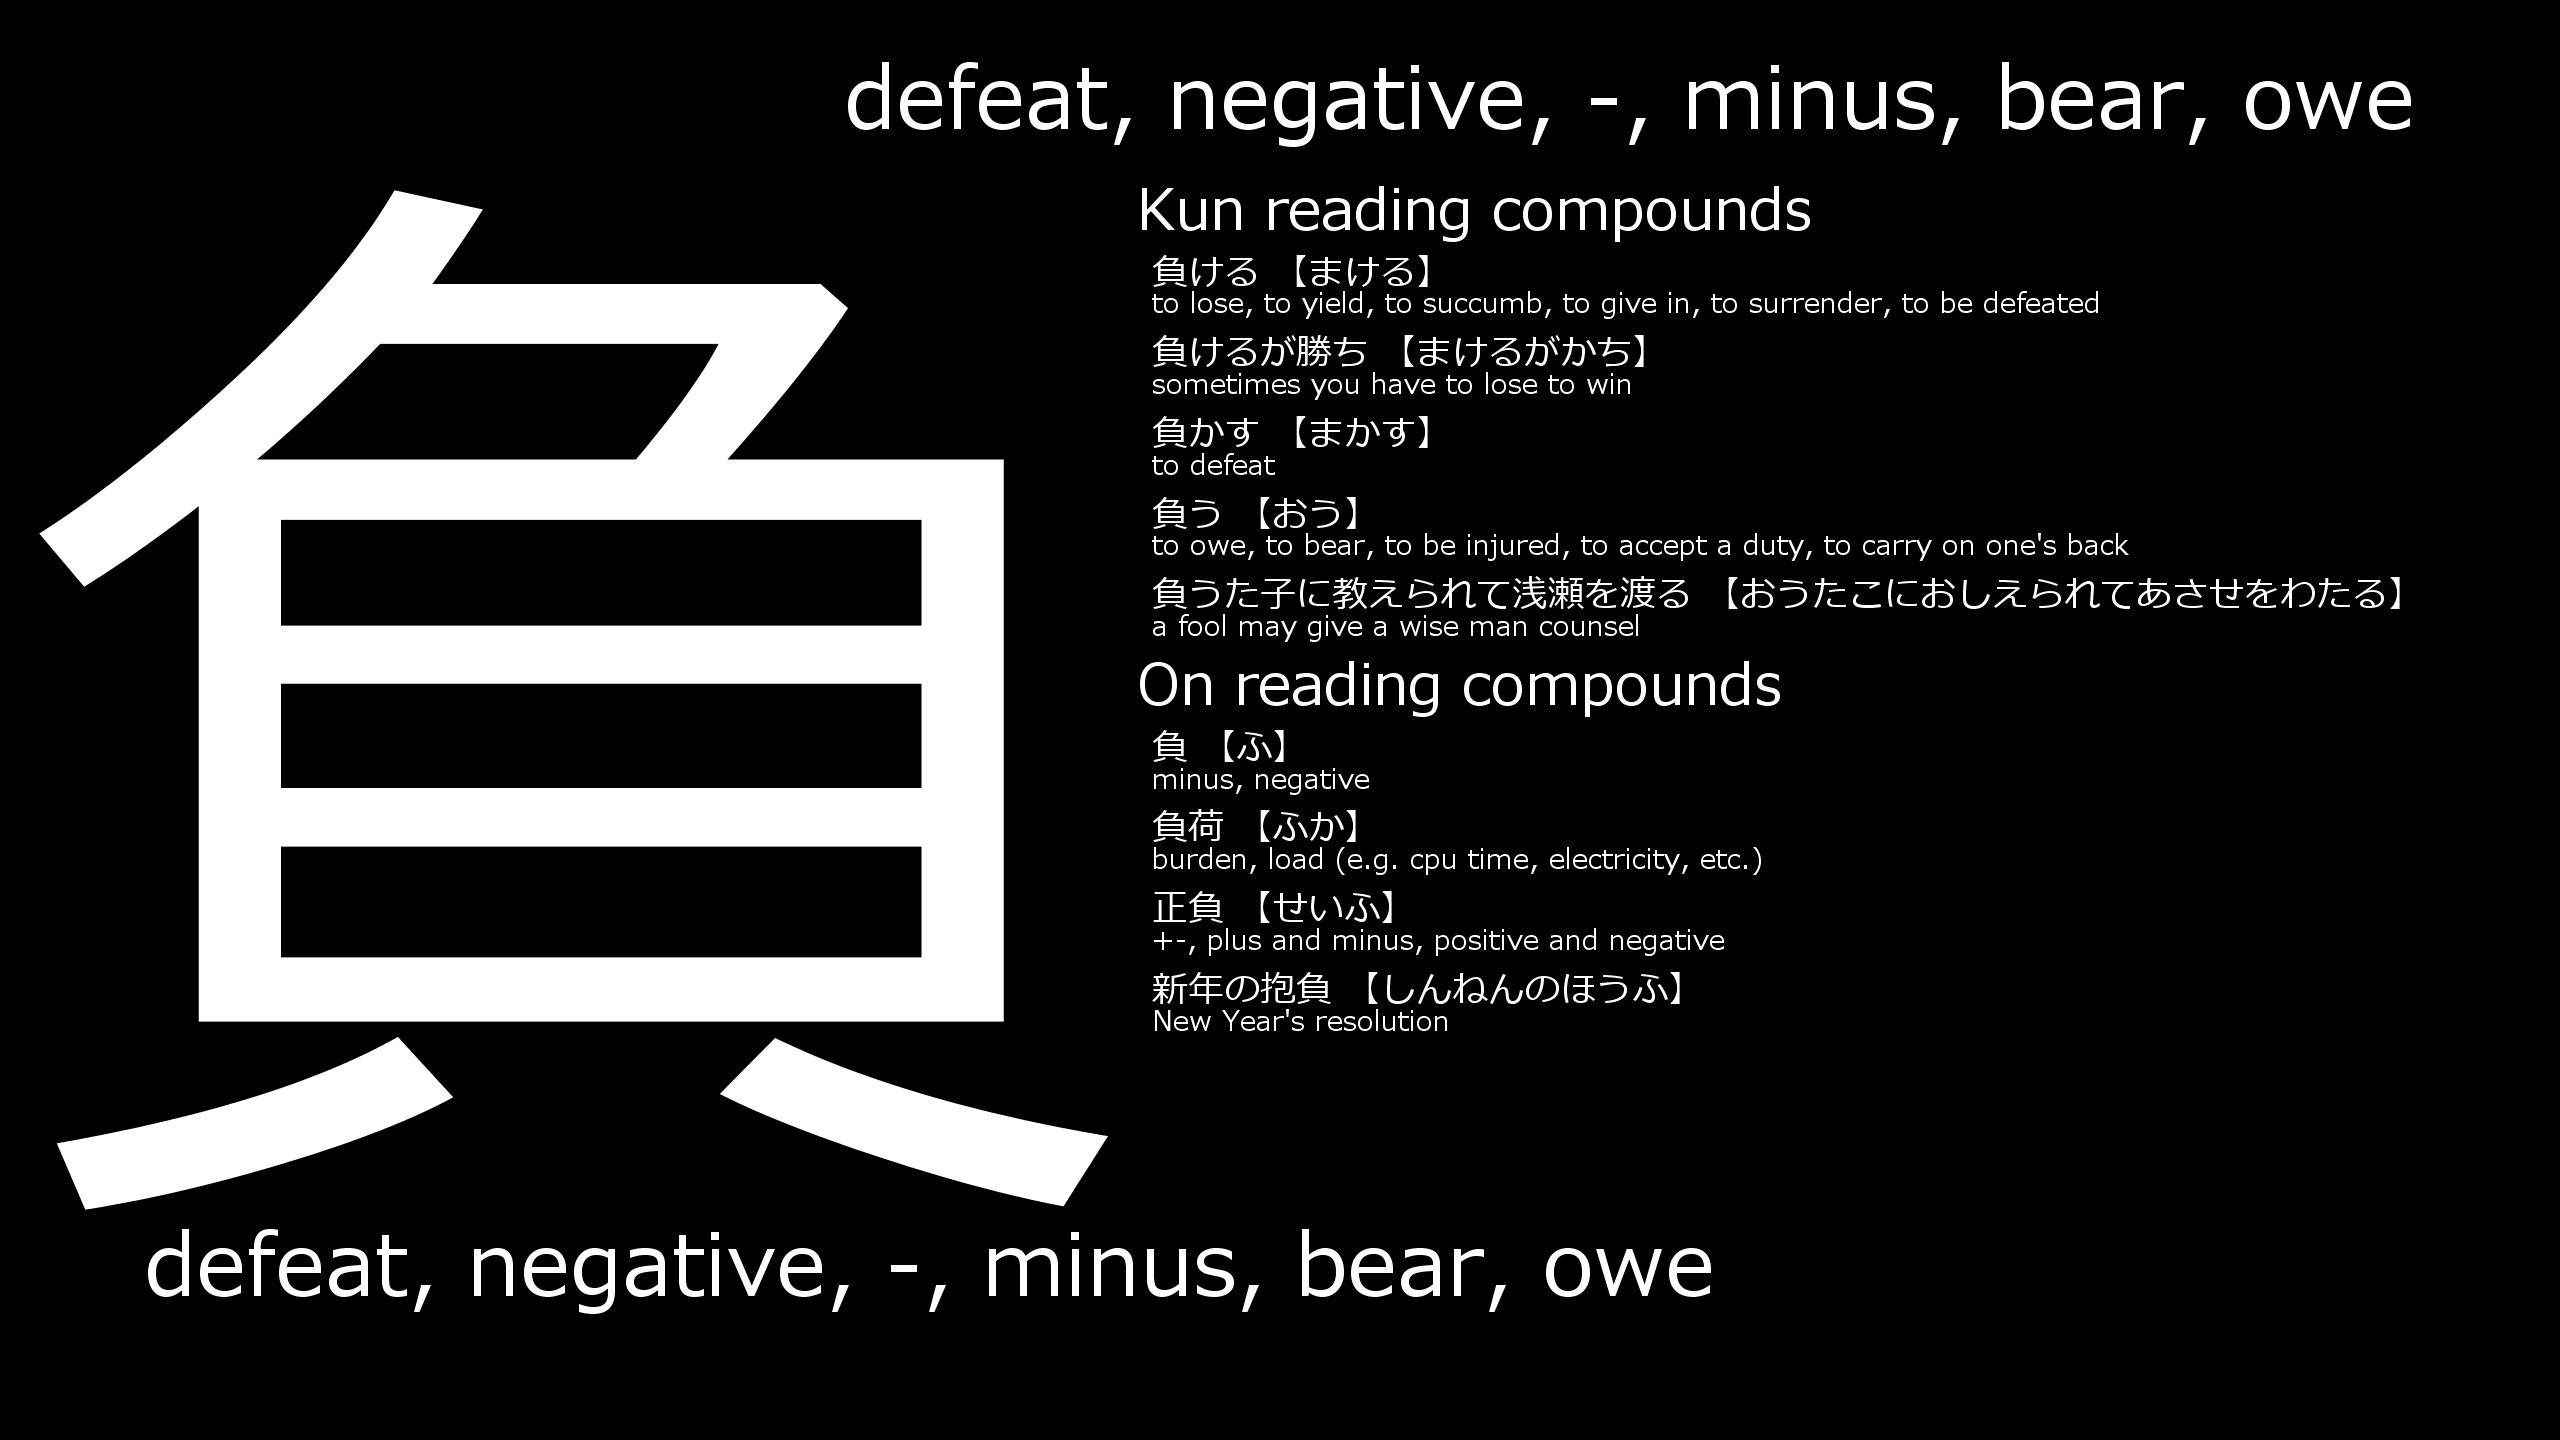 defeat, negative, -, minus, bear, owe
負
Kun reading compounds
負ける 【まける】
to lose, to yield, to succumb, to give in, to surrender, to be defeated
負けるが勝ち 【まけるがかち】
sometimes you have to lose to win
負かす 【まかす】
to defeat
負う 【おう】
to owe, to bear, to be injured, to accept a duty, to carry on one's back
負うた子に教えられて浅瀬を渡る 【おうたこにおしえられてあさせをわたる】
a fool may give a wise man counsel
On reading compounds
負 【ふ】
minus, negative
負荷 【ふか】
burden, load (e.g. cpu time, electricity, etc.)
正負 【せいふ】
+-, plus and minus, positive and negative
新年の抱負 【しんねんのほうふ】
New Year's resolution
defeat, negative, -, minus, bear, owe